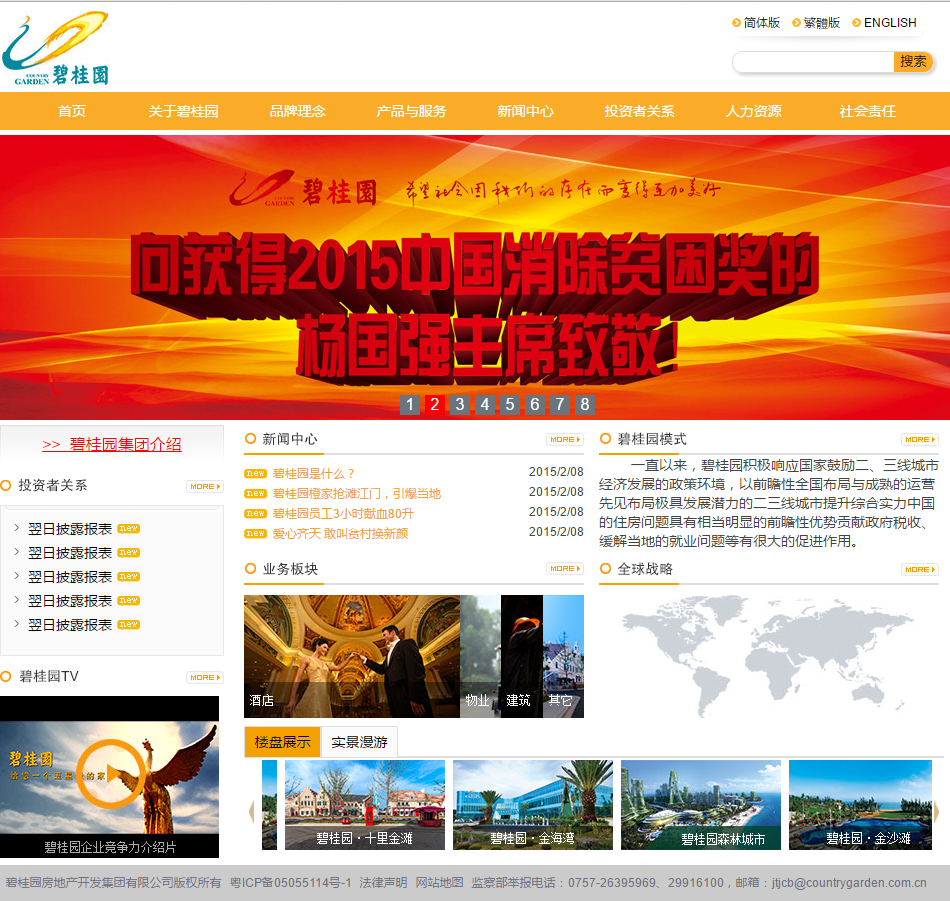 简体版 繁體版 ENGLISH
COUNTRY
GARDEN 碧桂園
搜索
首页 关于碧桂园 品牌理念 产品与服务 新闻中心 投资者关系 人力资源 社会责任
碧桂園 希望社会因我们的存在而变得更加美好
GARDEN
向获得2015中国消除贫困奖的
杨国强主席致敬!
1 2 3 4 5 6 7 8
>> 碧桂园集团介绍
投资者关系 MORE
翌日披露报表 new
翌日披露报表 new
翌日披露报表 new
翌日披露报表 new
翌日披露报表 new
碧桂园TV MORE
碧桂園
给您一个五星级的家
碧桂园企业竞争力介绍片
新闻中心 MORE
new 碧桂园是什么？ 2015/2/08
new 碧桂园橙家抢滩江门，引爆当地 2015/2/08
new 碧桂园员工3小时献血80升 2015/2/08
new 爱心齐天 敢叫台村换新颜 2015/2/08
业务板块 MORE
酒店 物业 建筑 其它
碧桂园模式 MORE
一直以来，碧桂园积极响应国家鼓励二、三线城市
经济发展的政策环境，以前瞻性全国布局与成熟的运营
先见布局极具发展潜力的二三线城市提升综合实力中国
的住房问题具有相当明显的前瞻性优势贡献政府税收、
缓解当地的就业问题等有很大的促进作用。
全球战略 MORE
楼盘展示 实景漫游
碧桂园·十里金滩 碧桂园·金海湾 碧桂园森林城市 碧桂园·金沙滩
碧桂园房地产开发集团有限公司版权所有 粤ICP备05055114号-1 法律声明 网站地图 监察部举报电话：0757-26395969、29916100，邮箱：jtjcb@countrygarden.com.cn